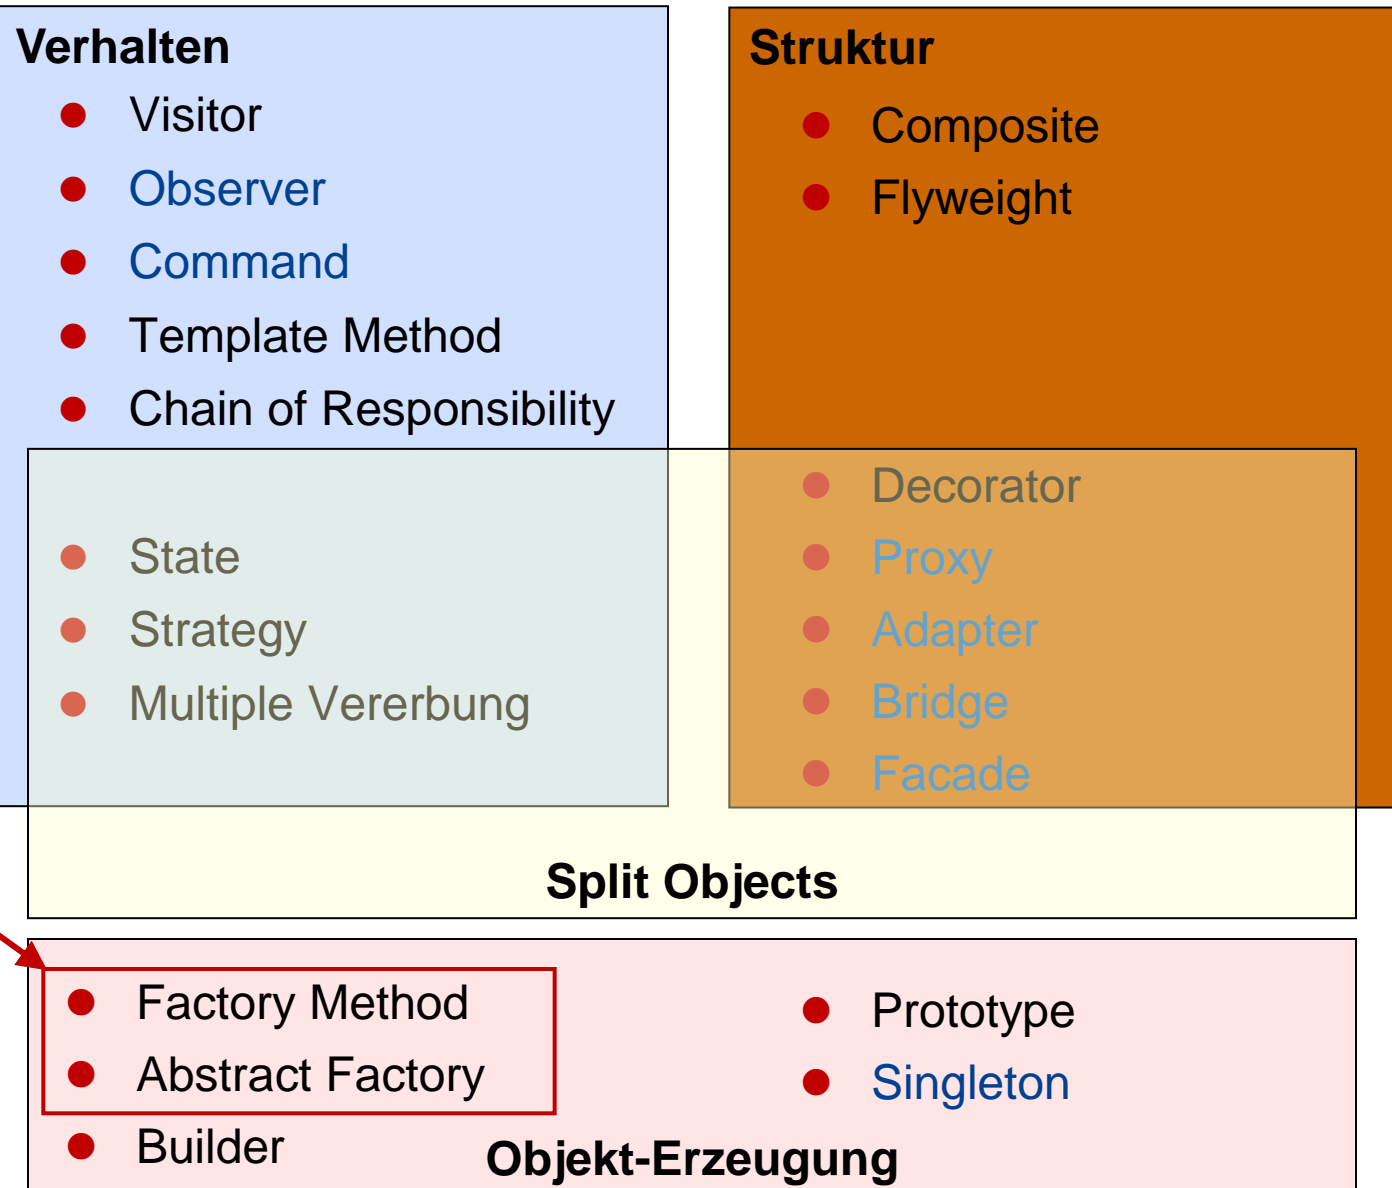 Verhalten
Visitor
Observer
Command
Template Method
Chain of Responsibility
State
Strategy
Multiple Vererbung
Struktur
Composite
Flyweight
Decorator
Proxy
Adapter
Bridge
Facade
Split Objects
Factory Method
Abstract Factory
Builder
Prototype
Singleton
Objekt-Erzeugung